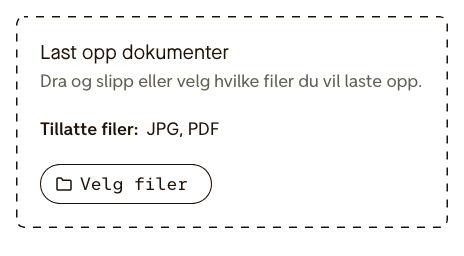 Last opp dokumenter
Dra og slipp eller velg hvilke filer du vil laste opp.
Tillatte filer: JPG, PDF
Velg filer